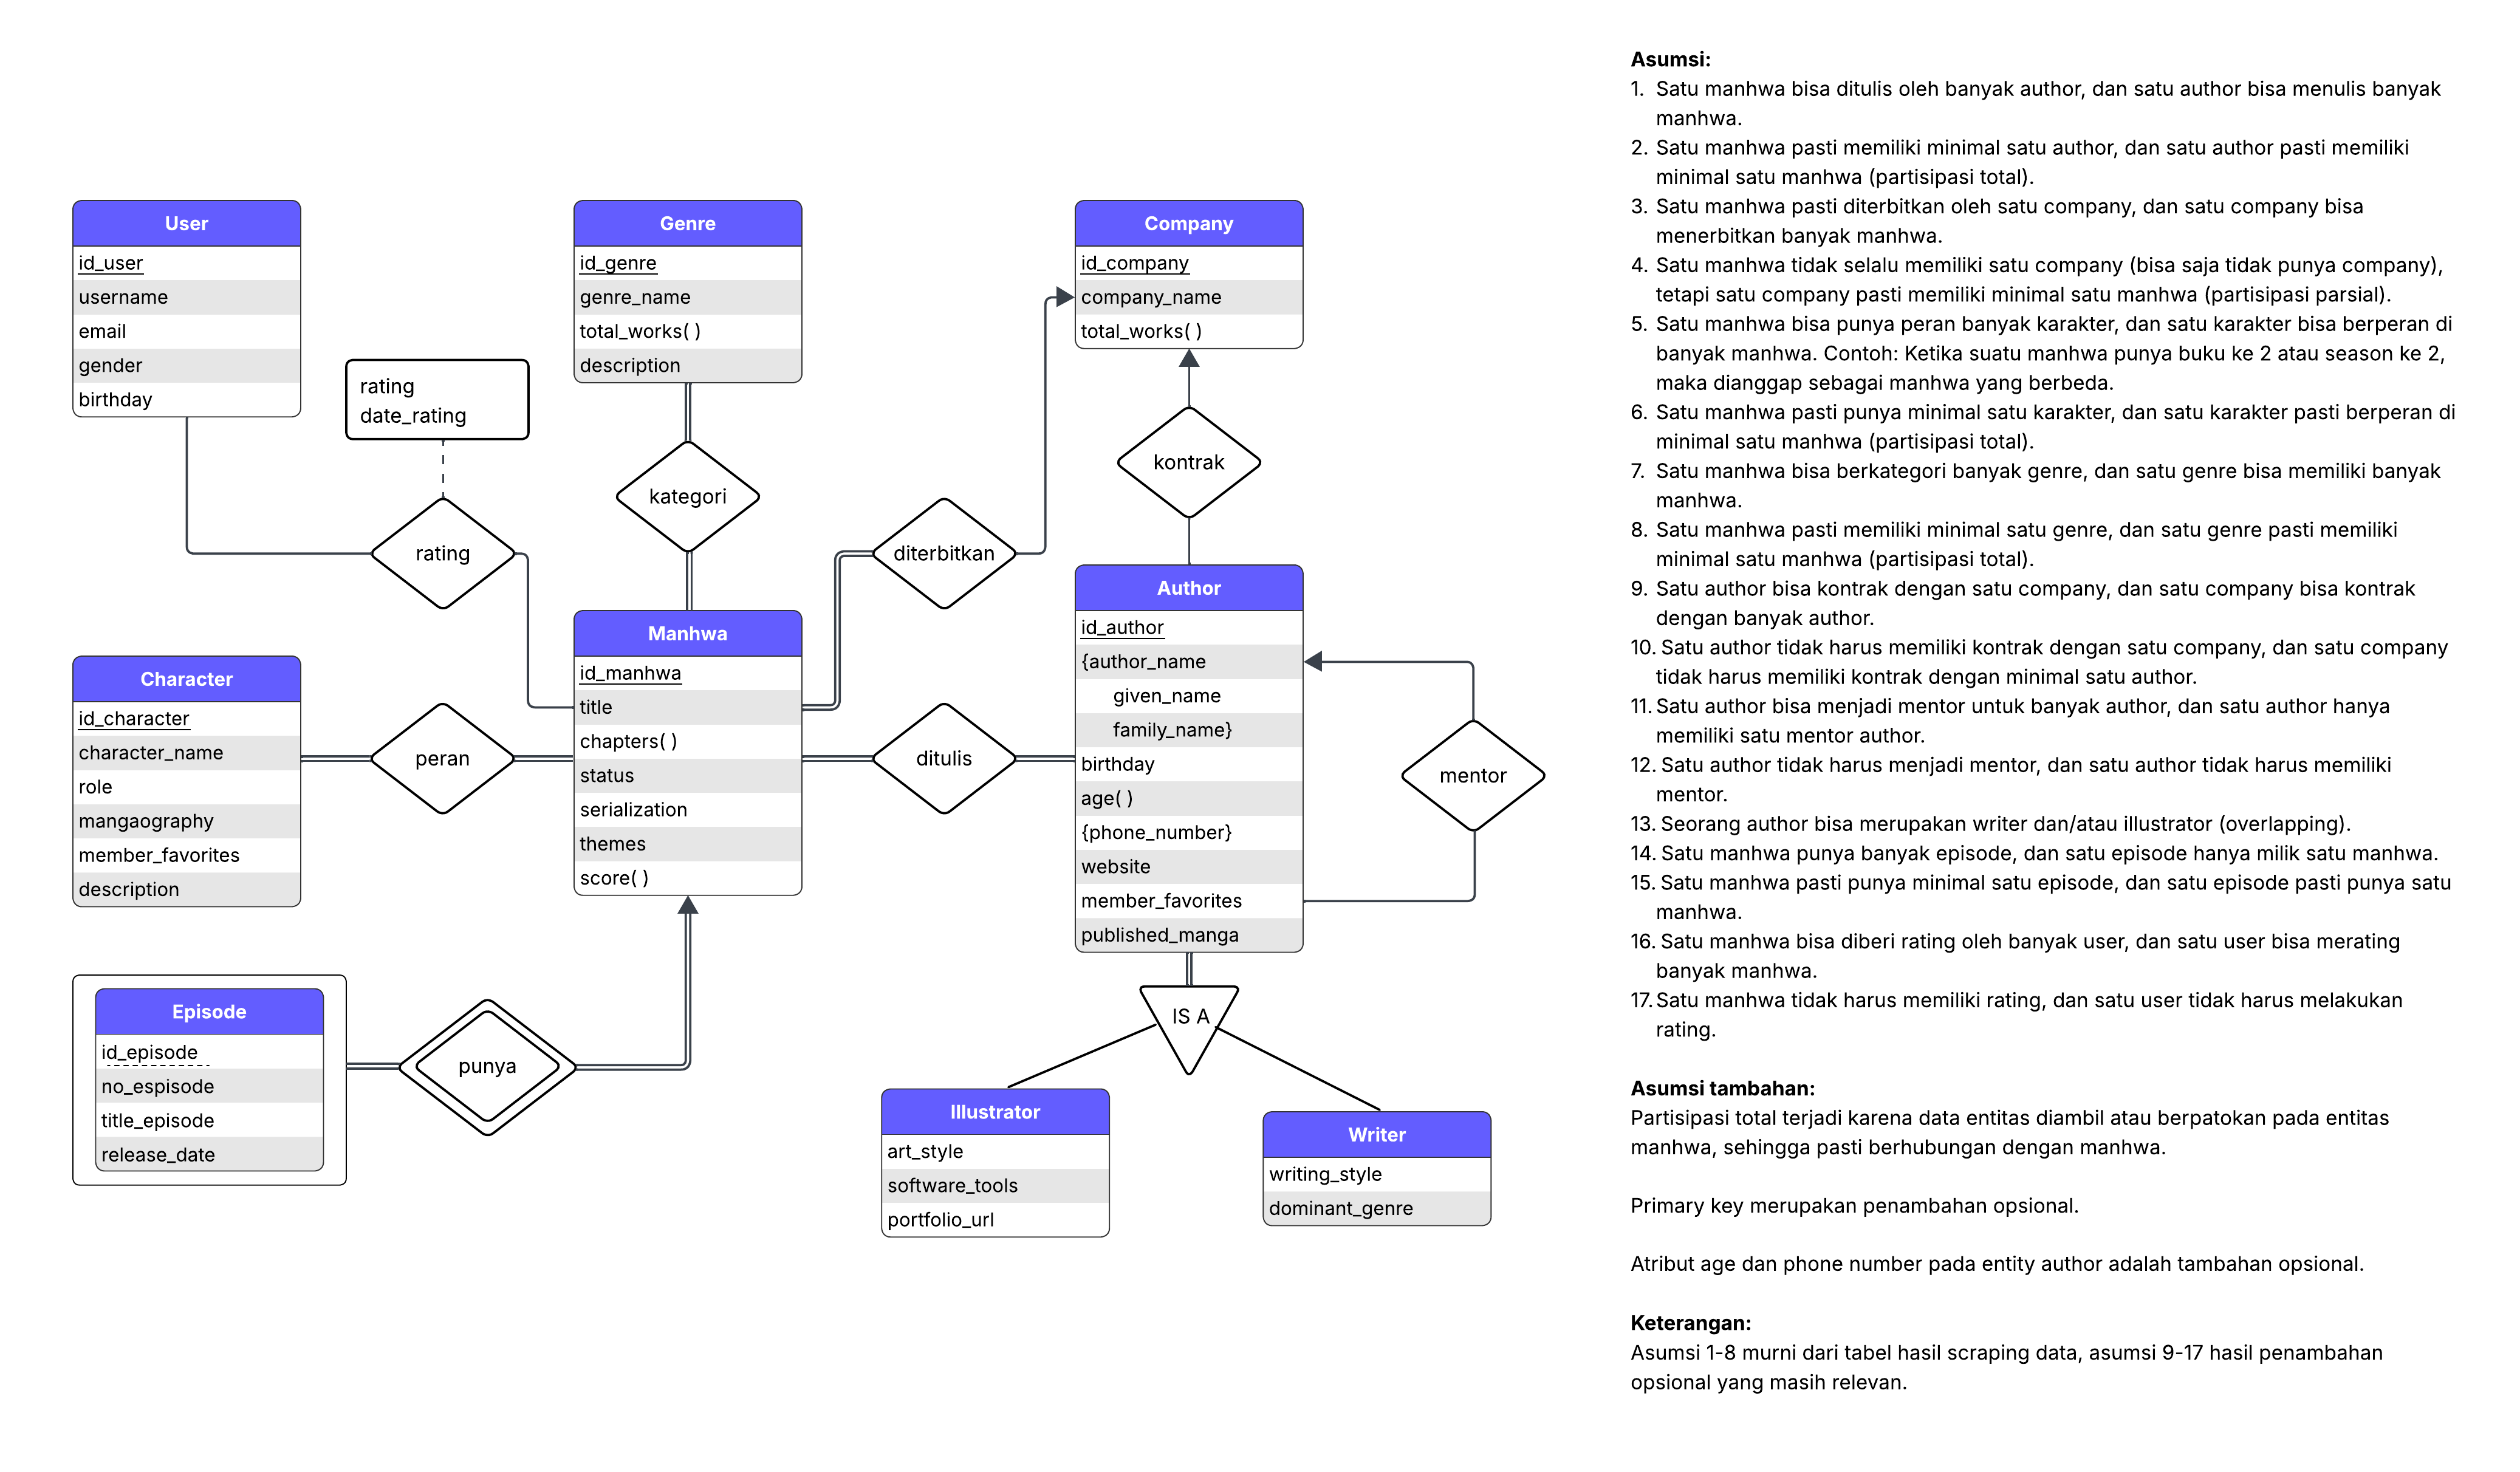 User
id_user
username
email
gender
birthday
rating
date_rating
Genre
id_genre
genre_name
total_works( )
description
Company
id_company
company_name
total_works( )
kategori
kontrak
rating
diterbitkan
Character
id_character
character_name
role
mangaography
member_favorites
description
peran
Manhwa
id_manhwa
title
chapters( )
status
serialization
themes
score( )
ditulis
Author
id_author
{author_name
given_name
family_name}
birthday
age( )
{phone_number}
website
member_favorites
published_manga
mentor
Episode
id_episode
no_espisode
title_episode
release_date
punya
IS A
Illustrator
art_style
software_tools
portfolio_url
Writer
writing_style
dominant_genre
Asumsi:
1. Satu manhwa bisa ditulis oleh banyak author, dan satu author bisa menulis banyak
manhwa.
2. Satu manhwa pasti memiliki minimal satu author, dan satu author pasti memiliki
minimal satu manhwa (partisipasi total).
3. Satu manhwa pasti diterbitkan oleh satu company, dan satu company bisa
menerbitkan banyak manhwa.
4. Satu manhwa tidak selalu memiliki satu company (bisa saja tidak punya company),
tetapi satu company pasti memiliki minimal satu manhwa (partisipasi parsial).
5. Satu manhwa bisa punya peran banyak karakter, dan satu karakter bisa berperan di
banyak manhwa. Contoh: Ketika suatu manhwa punya buku ke 2 atau season ke 2,
maka dianggap sebagai manhwa yang berbeda.
6. Satu manhwa pasti punya minimal satu karakter, dan satu karakter pasti berperan di
minimal satu manhwa (partisipasi total).
7. Satu manhwa bisa berkategori banyak genre, dan satu genre bisa memiliki banyak
manhwa.
8. Satu manhwa pasti memiliki minimal satu genre, dan satu genre pasti memiliki
minimal satu manhwa (partisipasi total).
9. Satu author bisa kontrak dengan satu company, dan satu company bisa kontrak
dengan banyak author.
10. Satu author tidak harus memiliki kontrak dengan satu company, dan satu company
tidak harus memiliki kontrak dengan minimal satu author.
11. Satu author bisa menjadi mentor untuk banyak author, dan satu author hanya
memiliki satu mentor author.
12. Satu author tidak harus menjadi mentor, dan satu author tidak harus memiliki
mentor.
13. Seorang author bisa merupakan writer dan/atau illustrator (overlapping).
14. Satu manhwa punya banyak episode, dan satu episode hanya milik satu manhwa.
15. Satu manhwa pasti punya minimal satu episode, dan satu episode pasti punya satu
manhwa.
16. Satu manhwa bisa diberi rating oleh banyak user, dan satu user bisa merating
banyak manhwa.
17. Satu manhwa tidak harus memiliki rating, dan satu user tidak harus melakukan
rating.
Asumsi tambahan:
Partisipasi total terjadi karena data entitas diambil atau berpatokan pada entitas
manhwa, sehingga pasti berhubungan dengan manhwa.
Primary key merupakan penambahan opsional.
Atribut age dan phone number pada entity author adalah tambahan opsional.
Keterangan:
Asumsi 1-8 murni dari tabel hasil scraping data, asumsi 9-17 hasil penambahan
opsional yang masih relevan.